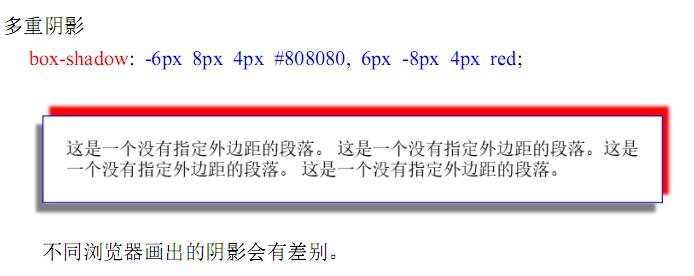 多重阴影
box-shadow: -6px 8px 4px #808080, 6px -8px 4px red;
这是一个没有指定外边距的段落。 这是一个没有指定外边距的段落。这是
一个没有指定外边距的段落。 这是一个没有指定外边距的段落。
不同浏览器画出的阴影会有差别。